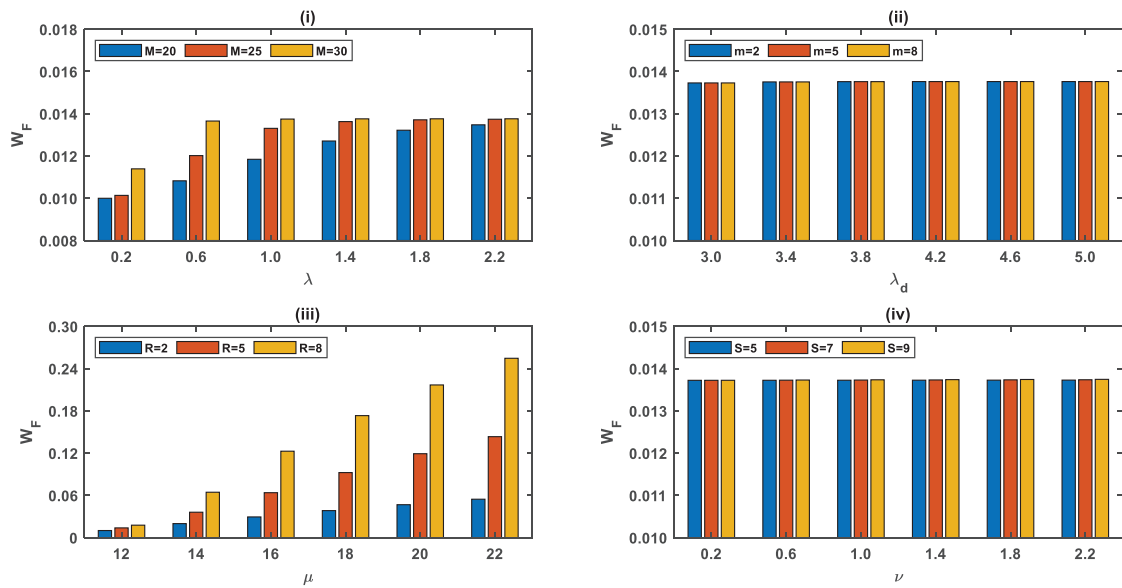 (i)
0.018
0.016
0.014
0.012
0.010
0.008
W_F
M=20 M=25 M=30
0.2 0.6 1.0 1.4 1.8 2.2
λ
(ii)
0.015
0.014
0.013
0.012
0.011
0.010
W_F
m=2 m=5 m=8
3.0 3.4 3.8 4.2 4.6 5.0
λ_d
(iii)
0.30
0.24
0.18
0.12
0.06
0
W_F
R=2 R=5 R=8
12 14 16 18 20 22
μ
(iv)
0.015
0.014
0.013
0.012
0.011
0.010
W_F
S=5 S=7 S=9
0.2 0.6 1.0 1.4 1.8 2.2
ν